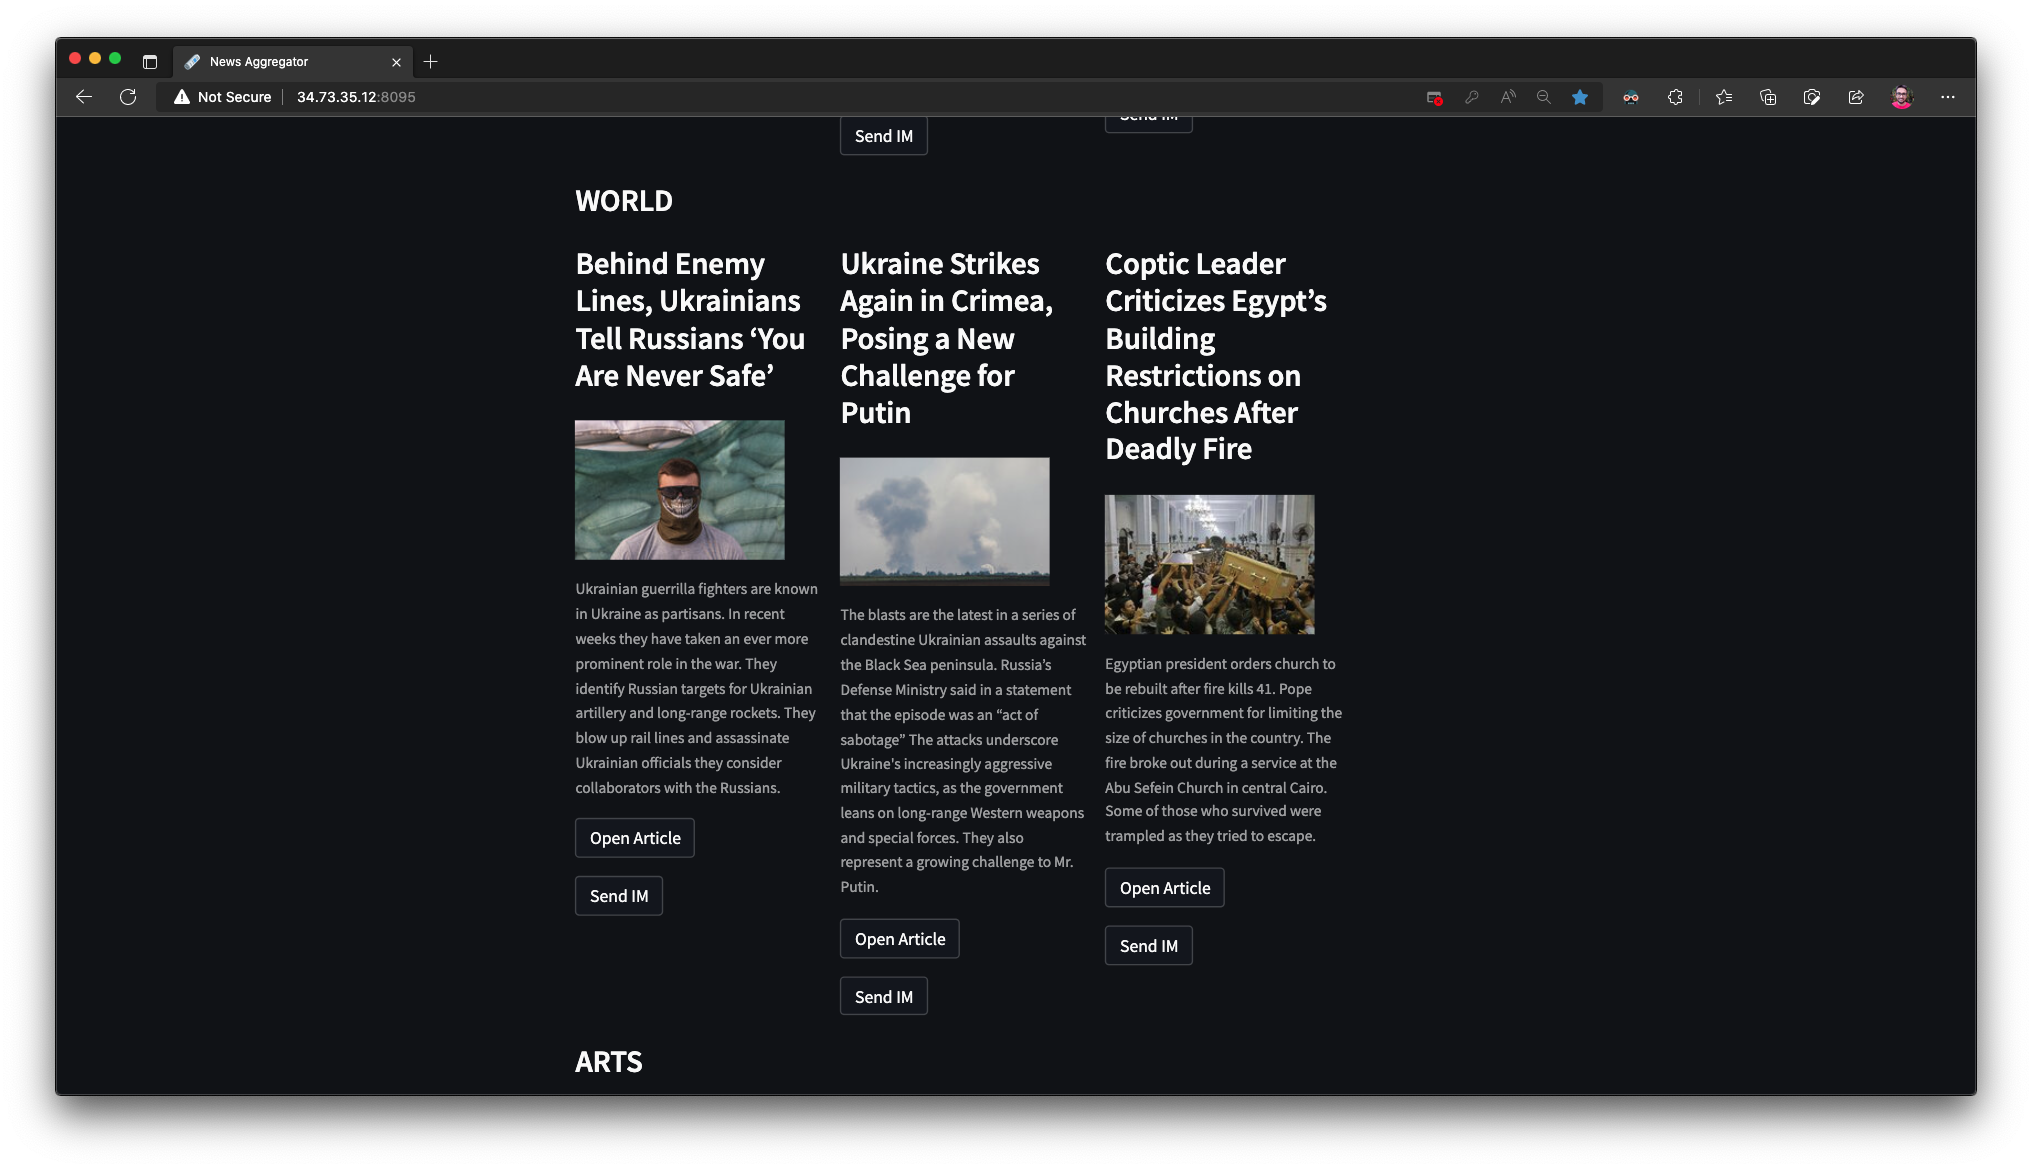 News Aggregator
Not Secure
34.73.35.12:8095
Send IM
Send IM
WORLD
Behind Enemy
Lines, Ukrainians
Tell Russians ‘You
Are Never Safe’
Ukrainian guerrilla fighters are known
in Ukraine as partisans. In recent
weeks they have taken an ever more
prominent role in the war. They
identify Russian targets for Ukrainian
artillery and long-range rockets. They
blow up rail lines and assassinate
Ukrainian officials they consider
collaborators with the Russians.
Open Article
Send IM
Ukraine Strikes
Again in Crimea,
Posing a New
Challenge for
Putin
The blasts are the latest in a series of
clandestine Ukrainian assaults against
the Black Sea peninsula. Russia’s
Defense Ministry said in a statement
that the episode was an “act of
sabotage” The attacks underscore
Ukraine's increasingly aggressive
military tactics, as the government
leans on long-range Western weapons
and special forces. They also
represent a growing challenge to Mr.
Putin.
Open Article
Send IM
Coptic Leader
Criticizes Egypt’s
Building
Restrictions on
Churches After
Deadly Fire
Egyptian president orders church to
be rebuilt after fire kills 41. Pope
criticizes government for limiting the
size of churches in the country. The
fire broke out during a service at the
Abu Sefein Church in central Cairo.
Some of those who survived were
trampled as they tried to escape.
Open Article
Send IM
ARTS